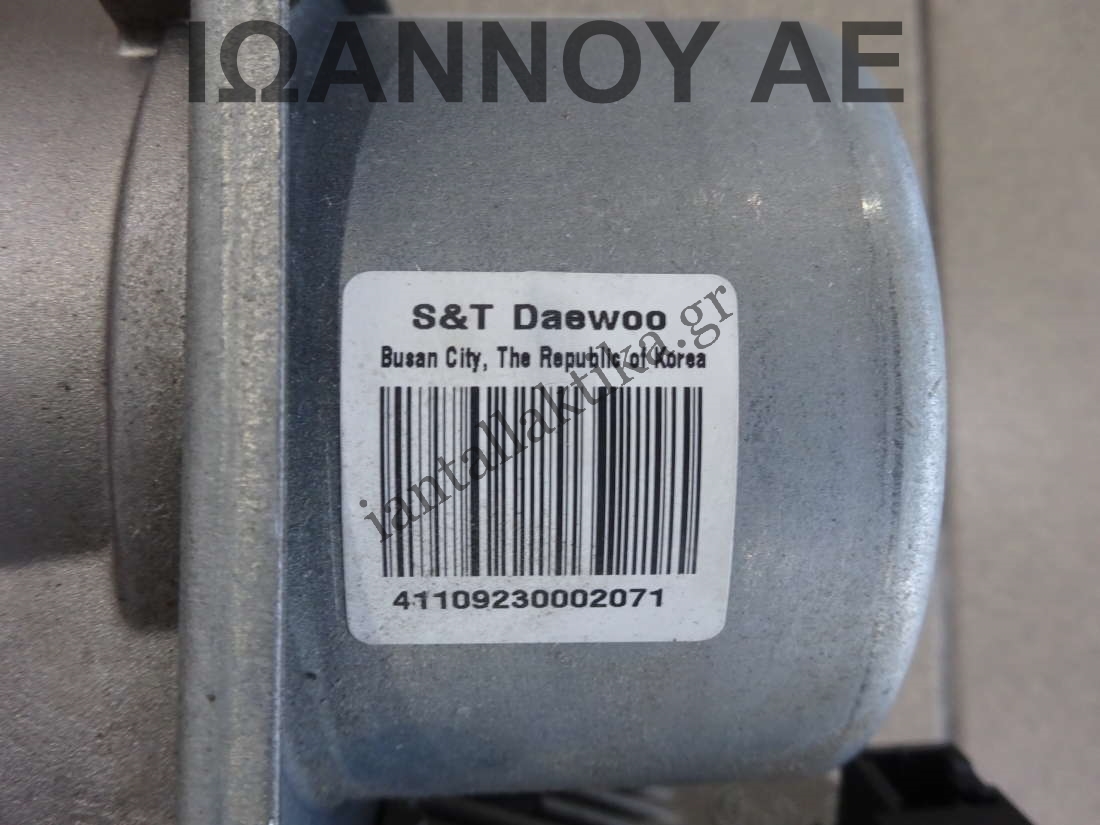 ΙΩΑΝΝΟΥ ΑΕ
S&T Daewoo
Busan City, The Republic of Korea
iantallaktika.gr
41109230002071